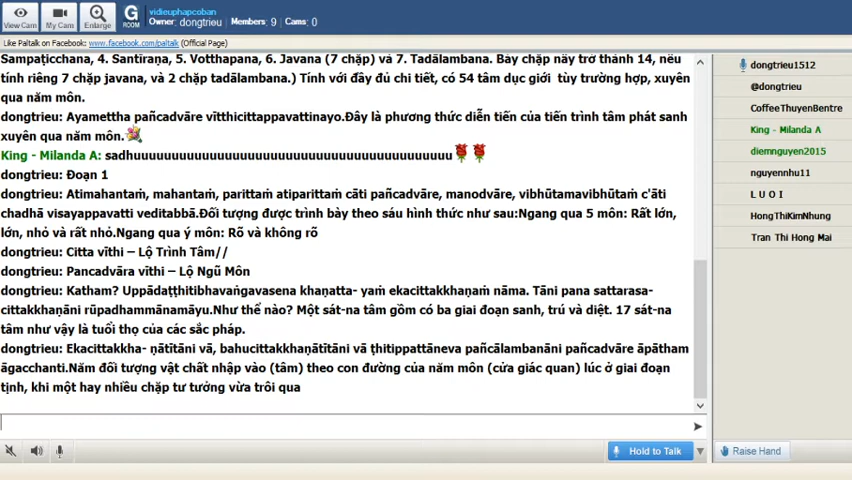 View Cam
My Cams
Enlarge
G
ROOM
vidieuphapcoban
Owner: dongtrieu Members: 9 Cams: 0
Like Paltalk on Facebook: www.facebook.com/paltalk (Official Page)
Sampaṭicchana, 4. Santīraṇa, 5. Votthapana, 6. Javana (7 chặp) và 7. Tadālambana. Bảy chặp này trở thành 14, nếu
tính riêng 7 chặp javana, và 2 chặp tadālambana.) Tính với đầy đủ chi tiết, có 54 tâm dục giới tùy trường hợp, xuyên
qua năm môn.
dongtrieu: Ayamettha pañcadvāre vītthicittappavattinayo.Đây là phương thức diễn tiến của tiến trình tâm phát sanh
xuyên qua năm môn.
King - Milanda A: sadhuuuuuuuuuuuuuuuuuuuuuuuuuuuuuuuuuuuuuuuuuu
dongtrieu: Đoạn 1
dongtrieu: Atimahantaṁ, mahantaṁ, parittaṁ atiparittaṁ cāti pañcadvāre, manodvāre, vibhūtamavibhūtaṁ c'āti
chadhā visayappavatti veditabbā.Đối tượng được trình bày theo sáu hình thức như sau:Ngang qua 5 môn: Rất lớn,
lớn, nhỏ và rất nhỏ.Ngang qua ý môn: Rõ và không rõ
dongtrieu: Citta vīthi – Lộ Trình Tâm//
dongtrieu: Pancadvāra vīthi – Lộ Ngũ Môn
dongtrieu: Katham? Uppādaṭṭhitibhavaṅgavasena khaṇatta- yaṁ ekacittakkhaṇaṁ nāma. Tāni pana sattarasa-
cittakkhaṇāni rūpadhammānamāyu.Như thế nào? Một sát-na tâm gồm có ba giai đoạn sanh, trú và diệt. 17 sát-na
tâm như vậy là tuổi thọ của các sắc pháp.
dongtrieu: Ekacittakkha- ṇātītāni vā, bahucittakkhaṇātītāni vā ṭhitippattāneva pañcālambanāni pañcadvāre āpātham
āgacchanti.Năm đối tượng vật chất nhập vào (tâm) theo con đường của năm môn (cửa giác quan) lúc ở giai đoạn
tịnh, khi một hay nhiều chặp tư tưởng vừa trôi qua
dongtrieu1512
@dongtrieu
CoffeeThuyenBentre
King - Milanda A
diemnguyen2015
nguyennhu11
L U O I
HongThiKimNhung
Tran Thi Hong Mai
Hold to Talk
Raise Hand